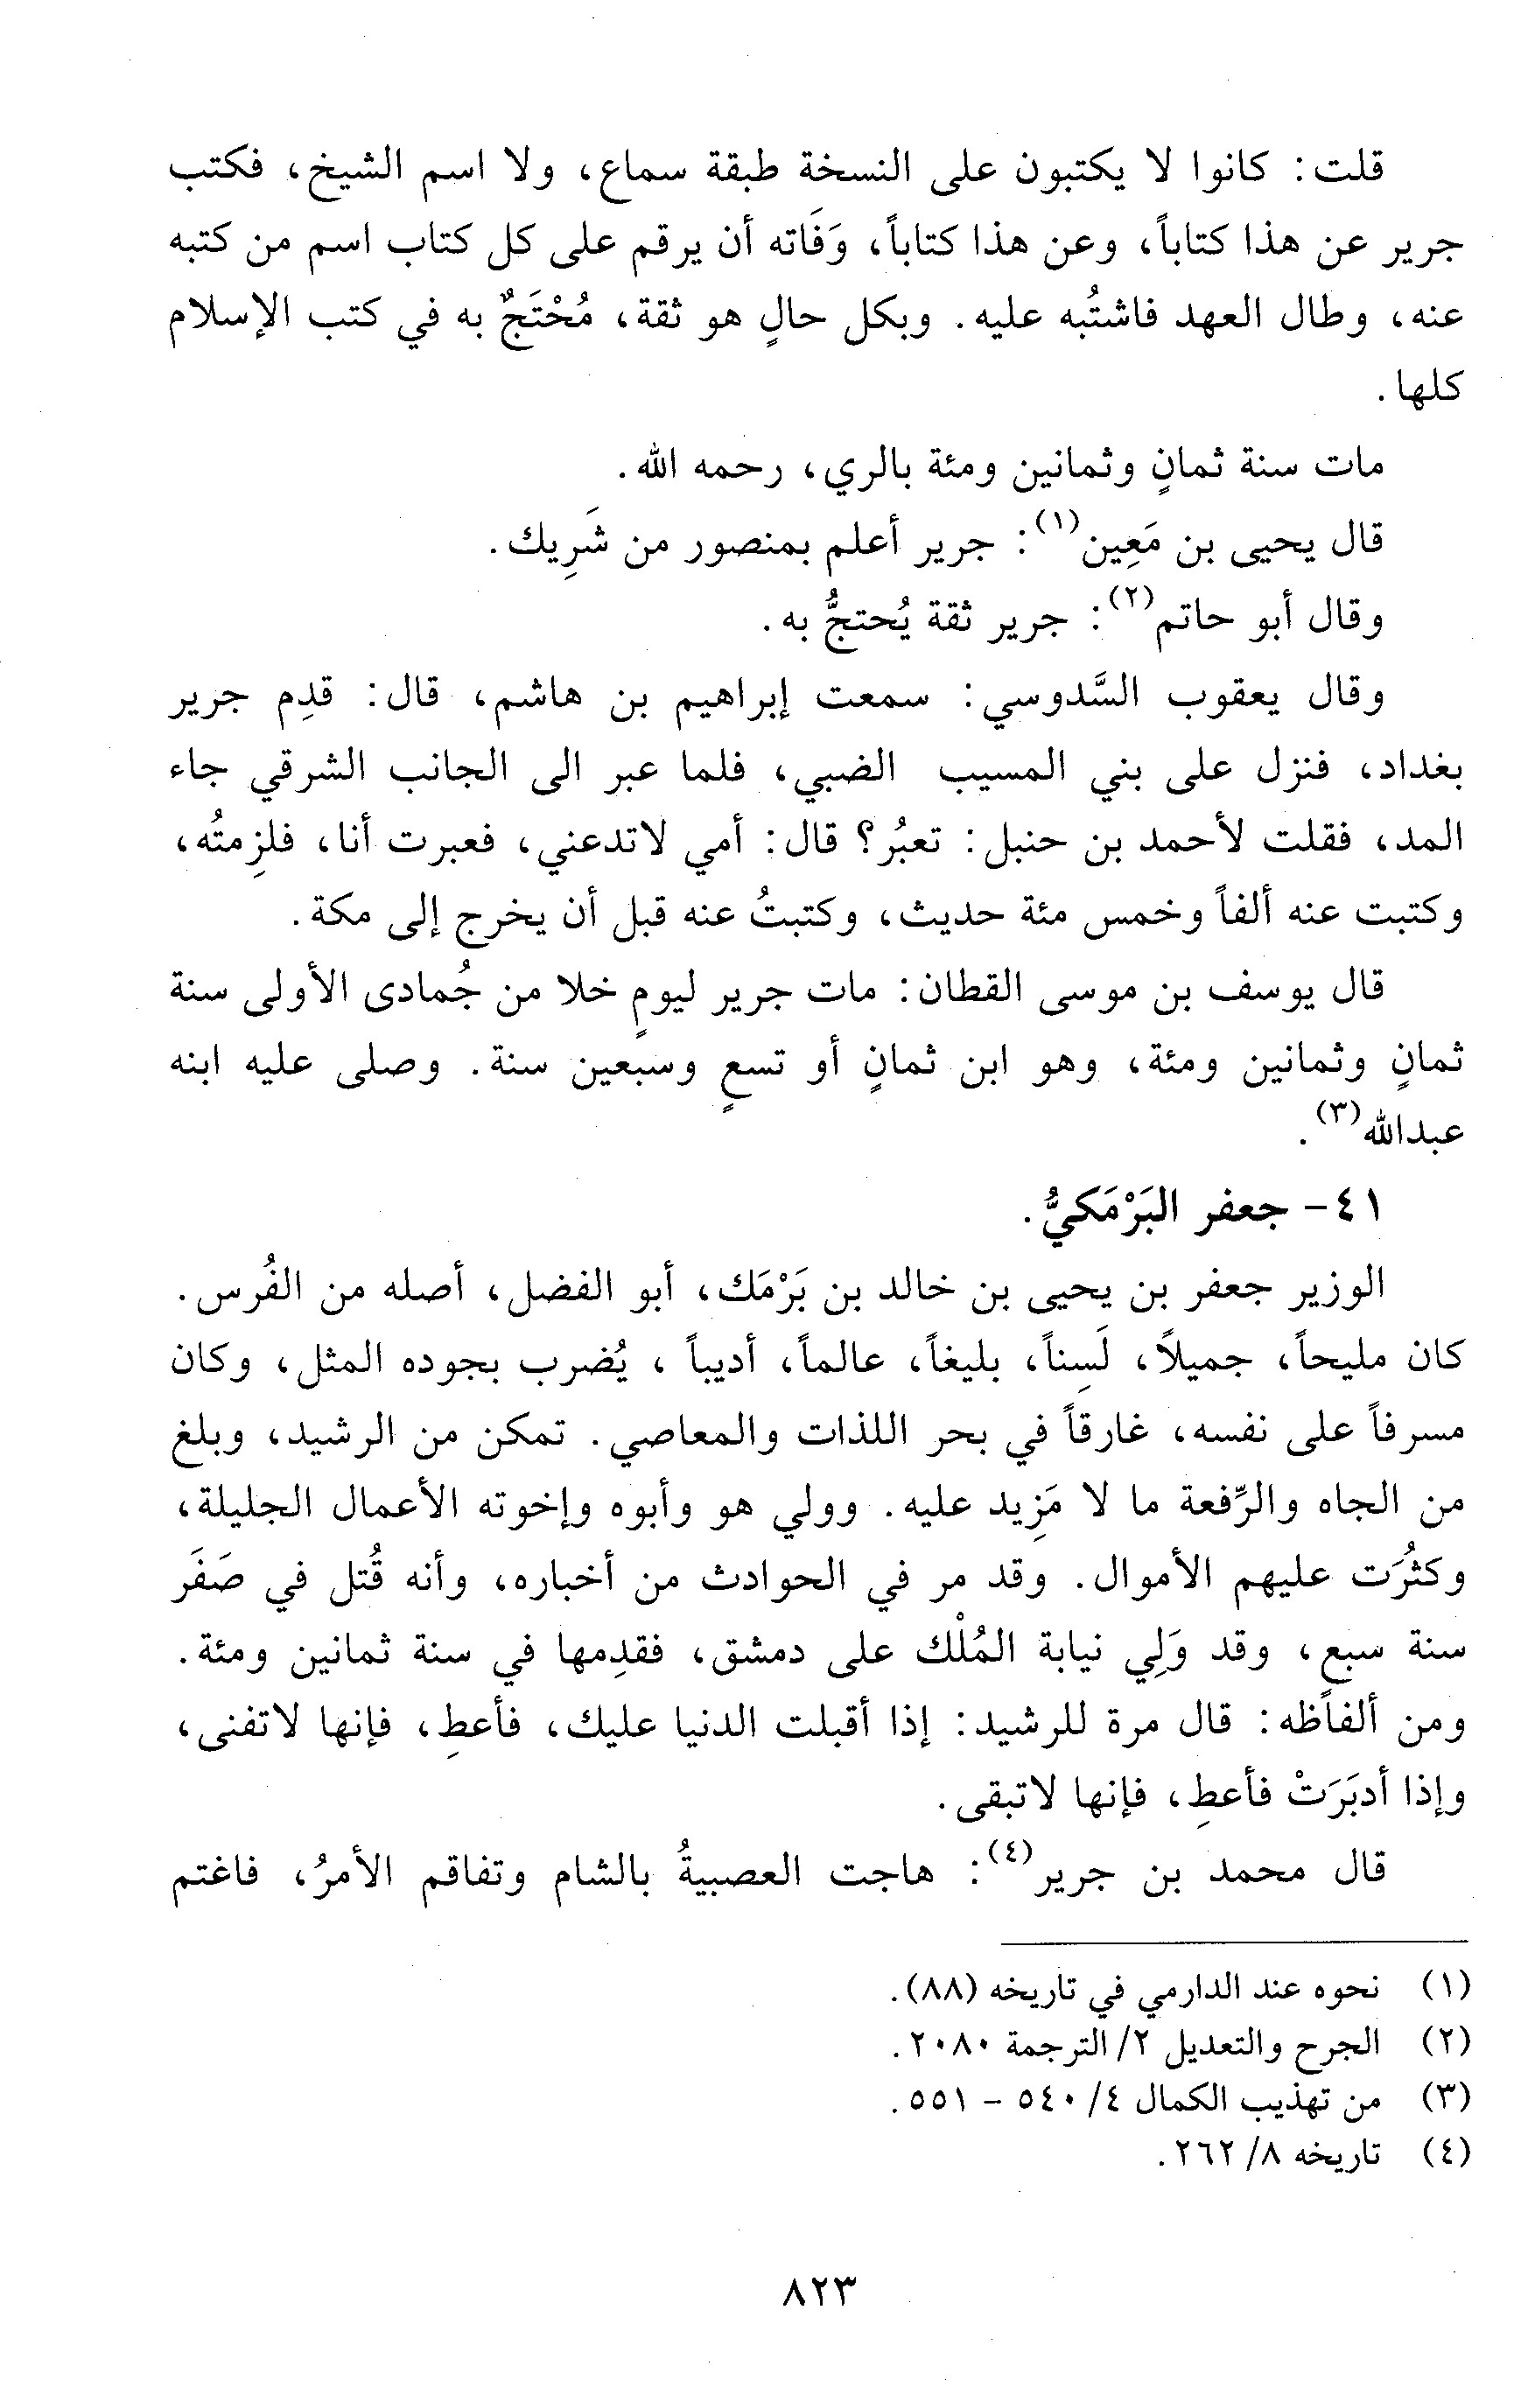 قلت: كانوا لا يكتبون على النسخة طبقة سماع، ولا اسم الشيخ، فكتب
جرير عن هذا كتاباً، وعن هذا كتاباً، وَفَاته أن يرقم على كل كتاب اسم من كتبه
عنه، وطال العهد فاشتُبه عليه. وبكل حالٍ هو ثقة، مُحْتَجٌ به في كتب الإسلام
كلها.
مات سنة ثمانٍ وثمانين ومئة بالري، رحمه الله.
قال يحيى بن مَعِين(١): جرير أعلم بمنصور من شَرِيك.
وقال أبو حاتم(٢): جرير ثقة يُحتجُّ به.
وقال يعقوب السَّدوسي: سمعت إبراهيم بن هاشم، قال: قدِم جرير
بغداد، فنزل على بني المسيب الضبي، فلما عبر الى الجانب الشرقي جاء
المد، فقلت لأحمد بن حنبل: تعبُر؟ قال: أمي لاتدعني، فعبرت أنا، فلزِمتُه،
وكتبت عنه ألفاً وخمس مئة حديث، وكتبتُ عنه قبل أن يخرج إلى مكة.
قال يوسف بن موسى القطان: مات جرير ليومٍ خلا من جُمادى الأولى سنة
ثمانٍ وثمانين ومئة، وهو ابن ثمانٍ أو تسعٍ وسبعين سنة. وصلى عليه ابنه
عبدالله(٣).
٤١- جعفر البَرْمَكيُّ.
الوزير جعفر بن يحيى بن خالد بن بَرْمَك، أبو الفضل، أصله من الفُرس.
كان مليحاً، جميلاً، لَسِناً، بليغاً، عالماً، أديباً ، يُضرب بجوده المثل، وكان
مسرفاً على نفسه، غارقاً في بحر اللذات والمعاصي. تمكن من الرشيد، وبلغ
من الجاه والرِّفعة ما لا مَزِيد عليه. وولي هو وأبوه وإخوته الأعمال الجليلة،
وكثُرَت عليهم الأموال. وقد مر في الحوادث من أخباره، وأنه قُتل في صَفَر
سنة سبع، وقد وَلِي نيابة المُلْك على دمشق، فقدِمها في سنة ثمانين ومئة.
ومن ألفاظه: قال مرة للرشيد: إذا أقبلت الدنيا عليك، فأعطِ، فإنها لاتفنى،
وإذا أدبَرَتْ فأعطِ، فإنها لاتبقى.
قال محمد بن جرير(٤): هاجت العصبيةُ بالشام وتفاقم الأمرُ، فاغتم
(١) نحوه عند الدارمي في تاريخه (٨٨).
(٢) الجرح والتعديل ٢/ الترجمة ٢٠٨٠.
(٣) من تهذيب الكمال ٤/ ٥٤٠ - ٥٥١.
(٤) تاريخه ٨/ ٢٦٢.
٨٢٣